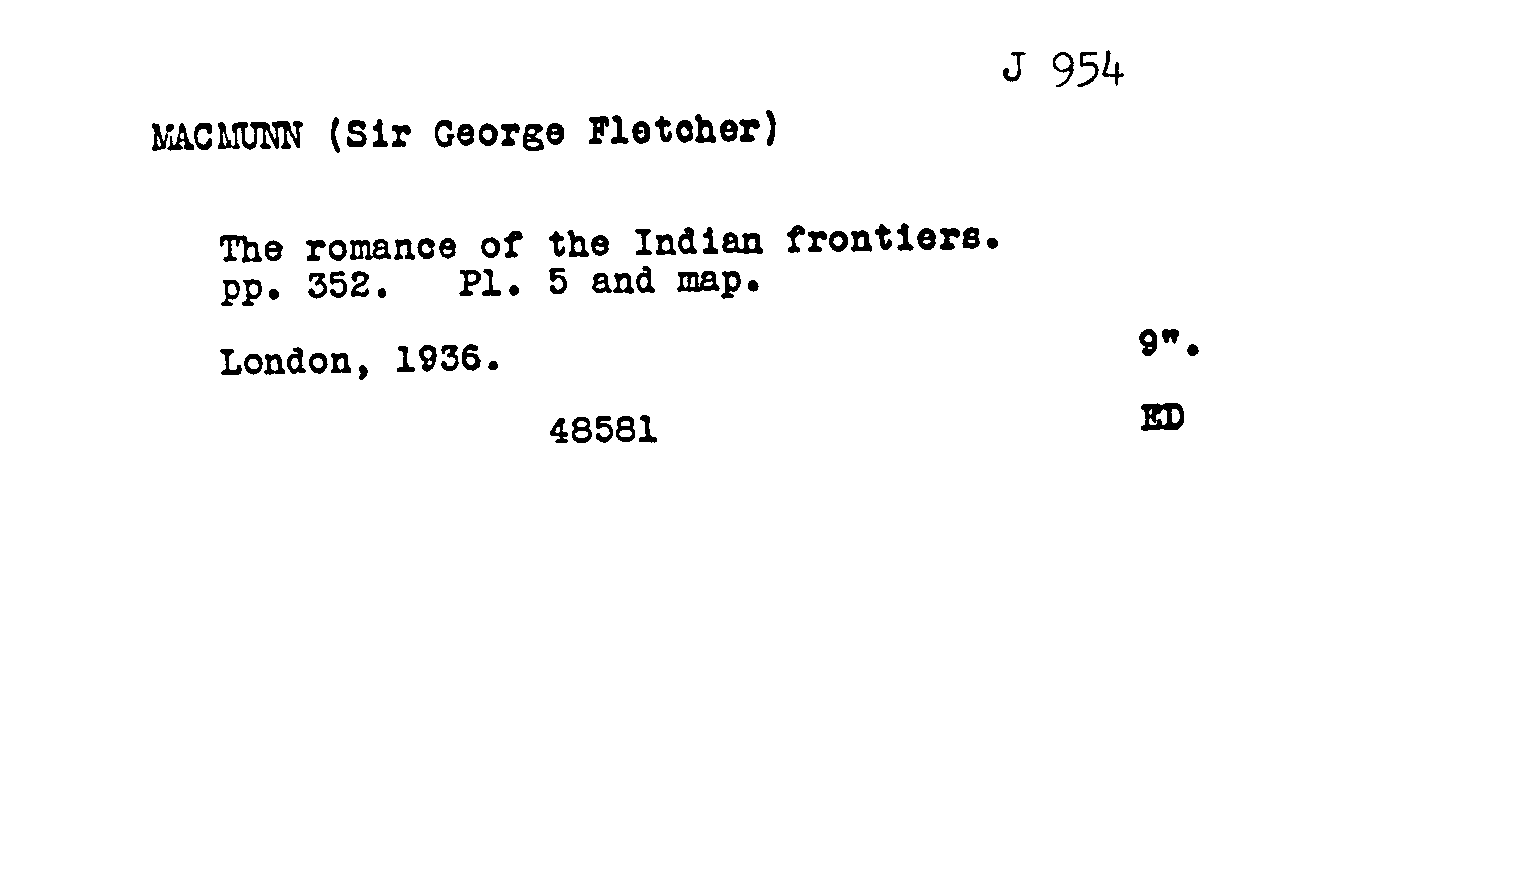 J 954
MACMUNN (Sir George Fletcher)
The romance of the Indian frontiers.
pp. 352. Pl. 5 and map.
9".
London, 1936.
ED
48581